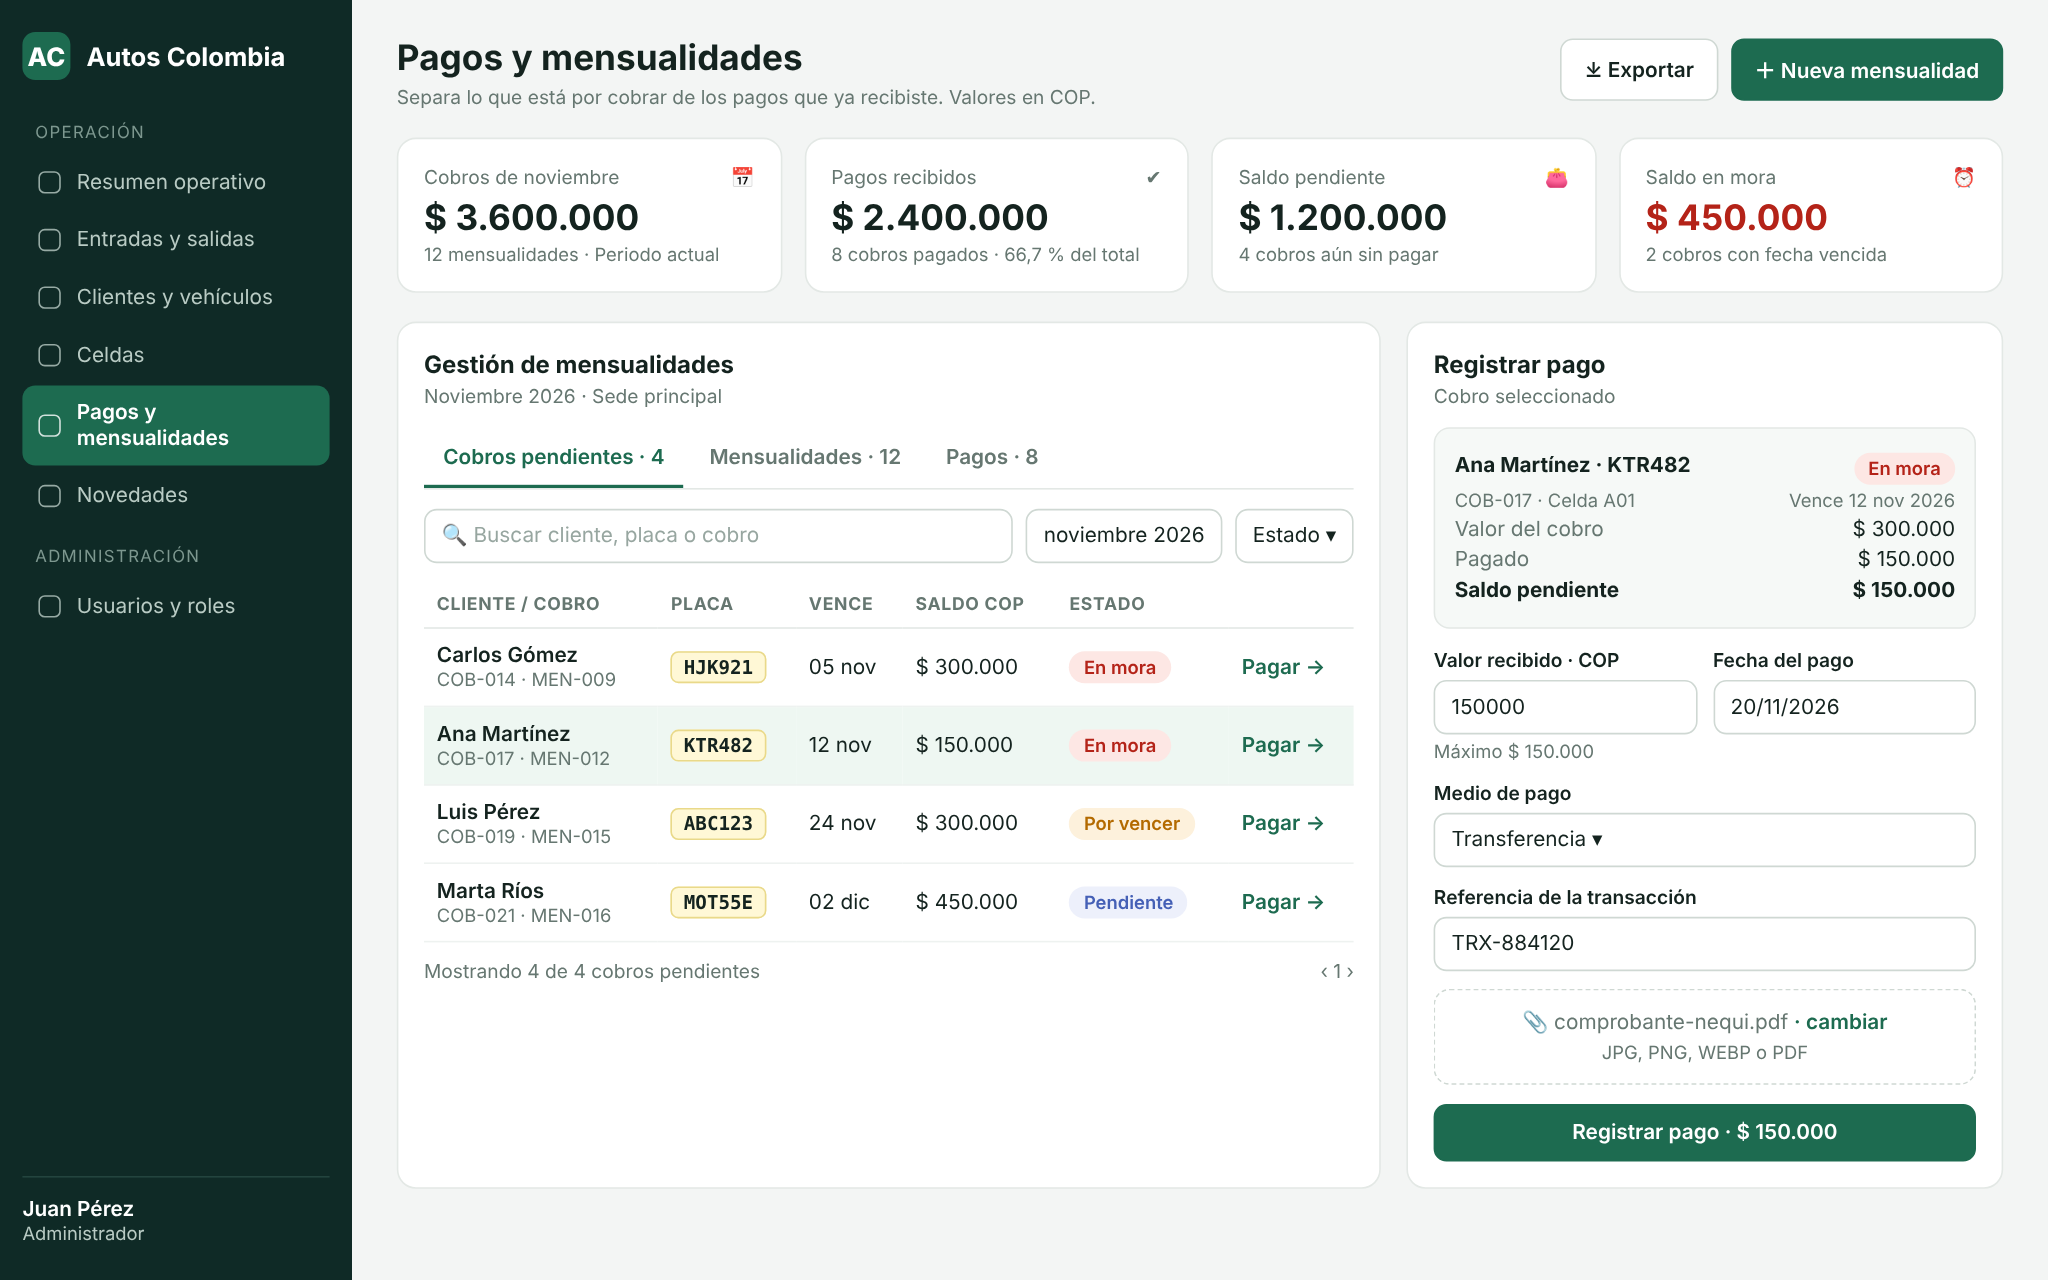 AC Autos Colombia
OPERACIÓN
Resumen operativo
Entradas y salidas
Clientes y vehículos
Celdas
Pagos y
mensualidades
Novedades
ADMINISTRACIÓN
Usuarios y roles
Juan Pérez
Administrador
Pagos y mensualidades
Separa lo que está por cobrar de los pagos que ya recibiste. Valores en COP.
Exportar
+ Nueva mensualidad
Cobros de noviembre
$ 3.600.000
12 mensualidades · Periodo actual
Pagos recibidos
$ 2.400.000
8 cobros pagados · 66,7 % del total
Saldo pendiente
$ 1.200.000
4 cobros aún sin pagar
Saldo en mora
$ 450.000
2 cobros con fecha vencida
Gestión de mensualidades
Noviembre 2026 · Sede principal
Cobros pendientes · 4 Mensualidades · 12 Pagos · 8
Buscar cliente, placa o cobro noviembre 2026 Estado ▾
CLIENTE / COBRO PLACA VENCE SALDO COP ESTADO
Carlos Gómez
COB-014 · MEN-009
HJK921 05 nov $ 300.000 En mora Pagar →
Ana Martínez
COB-017 · MEN-012
KTR482 12 nov $ 150.000 En mora Pagar →
Luis Pérez
COB-019 · MEN-015
ABC123 24 nov $ 300.000 Por vencer Pagar →
Marta Ríos
COB-021 · MEN-016
MOT55E 02 dic $ 450.000 Pendiente Pagar →
Mostrando 4 de 4 cobros pendientes ‹ 1 ›
Registrar pago
Cobro seleccionado
Ana Martínez · KTR482 En mora
COB-017 · Celda A01 Vence 12 nov 2026
Valor del cobro $ 300.000
Pagado $ 150.000
Saldo pendiente $ 150.000
Valor recibido · COP Fecha del pago
150000 20/11/2026
Máximo $ 150.000
Medio de pago
Transferencia ▾
Referencia de la transacción
TRX-884120
comprobante-nequi.pdf · cambiar
JPG, PNG, WEBP o PDF
Registrar pago · $ 150.000